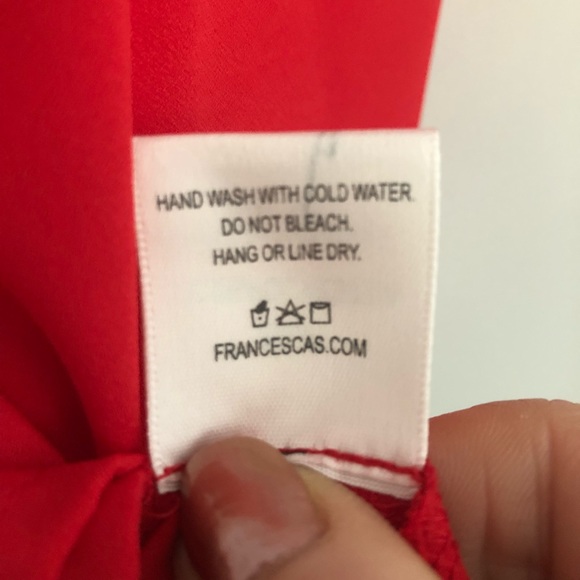 HAND WASH WITH COLD WATER.
DO NOT BLEACH.
HANG OR LINE DRY.
FRANCESCAS.COM